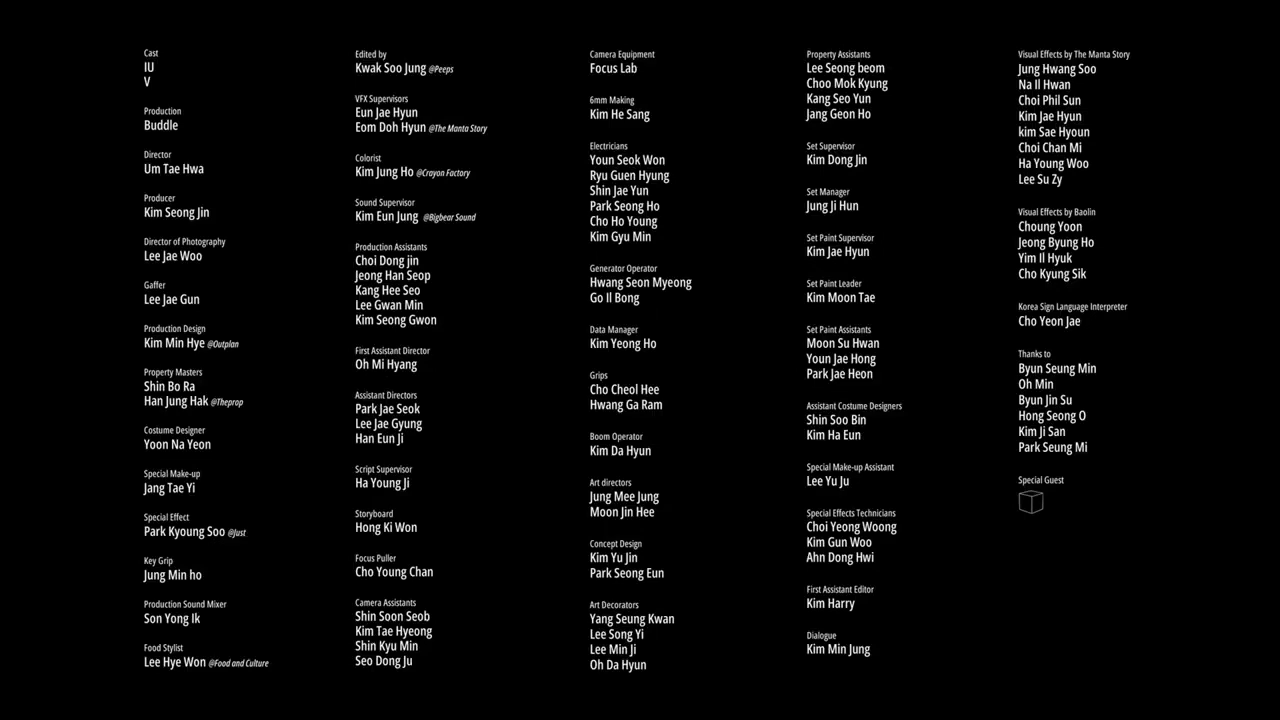 Cast
IU
V
Production
Buddle
Director
Um Tae Hwa
Producer
Kim Seong Jin
Director of Photography
Lee Jae Woo
Gaffer
Lee Jae Gun
Production Design
Kim Min Hye @Outplan
Property Masters
Shin Bo Ra
Han Jung Hak @Theprop
Costume Designer
Yoon Na Yeon
Special Make-up
Jang Tae Yi
Special Effect
Park Kyoung Soo @Just
Key Grip
Jung Min ho
Production Sound Mixer
Son Yong Ik
Food Stylist
Lee Hye Won @Food and Culture
Edited by
Kwak Soo Jung @Peeps
VFX Supervisors
Eun Jae Hyun
Eom Doh Hyun @The Manta Story
Colorist
Kim Jung Ho @Crayon Factory
Sound Supervisor
Kim Eun Jung @Bigbear Sound
Production Assistants
Choi Dong jin
Jeong Han Seop
Kang Hee Seo
Lee Gwan Min
Kim Seong Gwon
First Assistant Director
Oh Mi Hyang
Assistant Directors
Park Jae Seok
Lee Jae Gyung
Han Eun Ji
Script Supervisor
Ha Young Ji
Storyboard
Hong Ki Won
Focus Puller
Cho Young Chan
Camera Assistants
Shin Soon Seob
Kim Tae Hyeong
Shin Kyu Min
Seo Dong Ju
Camera Equipment
Focus Lab
6mm Making
Kim He Sang
Electricians
Youn Seok Won
Ryu Guen Hyung
Shin Jae Yun
Park Seong Ho
Cho Ho Young
Kim Gyu Min
Generator Operator
Hwang Seon Myeong
Go Il Bong
Data Manager
Kim Yeong Ho
Grips
Cho Cheol Hee
Hwang Ga Ram
Boom Operator
Kim Da Hyun
Art directors
Jung Mee Jung
Moon Jin Hee
Concept Design
Kim Yu Jin
Park Seong Eun
Art Decorators
Yang Seung Kwan
Lee Song Yi
Lee Min Ji
Oh Da Hyun
Property Assistants
Lee Seong beom
Choo Mok Kyung
Kang Seo Yun
Jang Geon Ho
Set Supervisor
Kim Dong Jin
Set Manager
Jung Ji Hun
Set Paint Supervisor
Kim Jae Hyun
Set Paint Leader
Kim Moon Tae
Set Paint Assistants
Moon Su Hwan
Youn Jae Hong
Park Jae Heon
Assistant Costume Designers
Shin Soo Bin
Kim Ha Eun
Special Make-up Assistant
Lee Yu Ju
Special Effects Technicians
Choi Yeong Woong
Kim Gun Woo
Ahn Dong Hwi
First Assistant Editor
Kim Harry
Dialogue
Kim Min Jung
Visual Effects by The Manta Story
Jung Hwang Soo
Na Il Hwan
Choi Phil Sun
Kim Jae Hyun
kim Sae Hyoun
Choi Chan Mi
Ha Young Woo
Lee Su Zy
Visual Effects by Baolin
Choung Yoon
Jeong Byung Ho
Yim Il Hyuk
Cho Kyung Sik
Korea Sign Language Interpreter
Cho Yeon Jae
Thanks to
Byun Seung Min
Oh Min
Byun Jin Su
Hong Seong O
Kim Ji San
Park Seung Mi
Special Guest